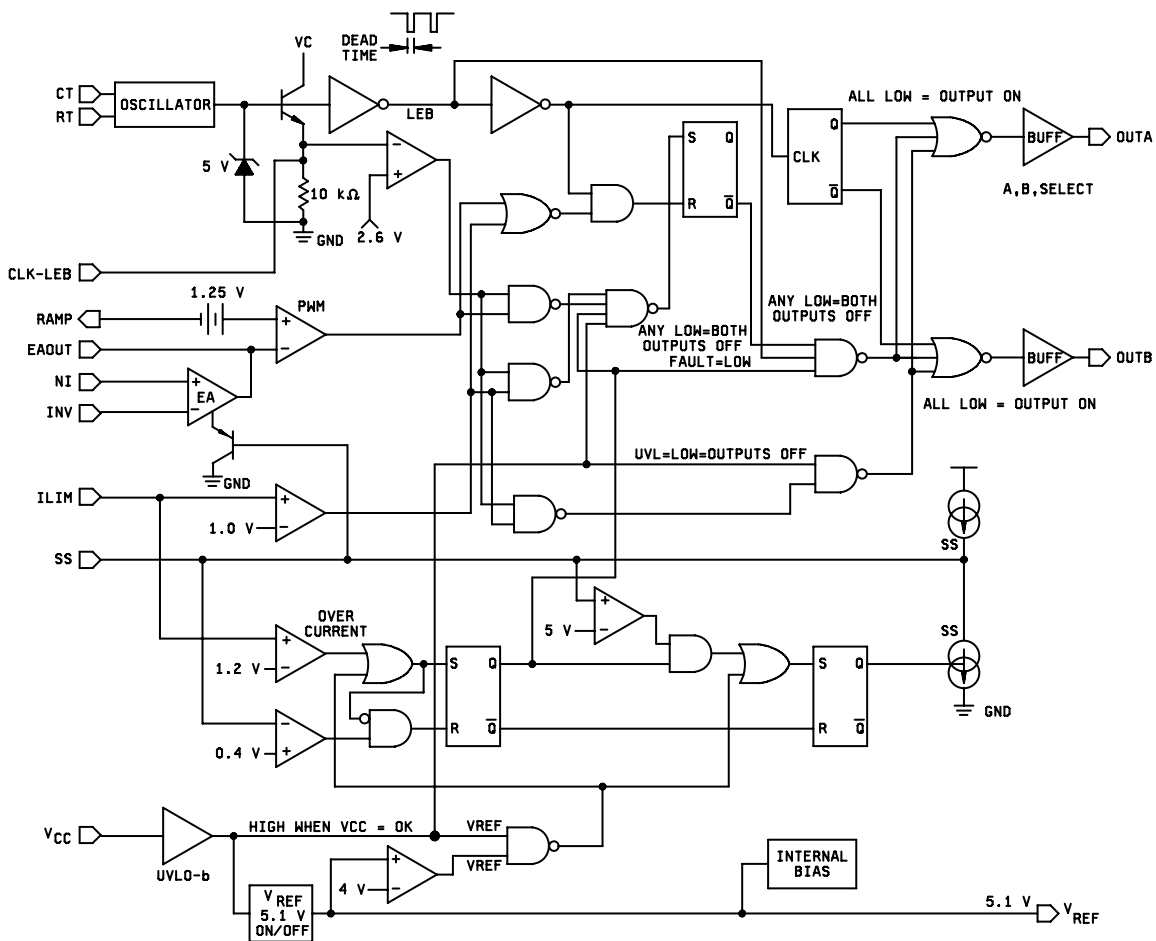 VC
DEAD
TIME
CT
RT
OSCILLATOR
LEB
ALL LOW = OUTPUT ON
S
Q
R
Q
CLK
Q
Q
BUFF
OUTA
A,B,SELECT
5 V
10 kΩ
GND
2.6 V
CLK-LEB
1.25 V
PWM
RAMP
+
−
EAOUT
ANY LOW=BOTH
OUTPUTS OFF
ANY LOW=BOTH
OUTPUTS OFF
FAULT=LOW
BUFF
OUTB
NI
INV
EA
ALL LOW = OUTPUT ON
GND
UVL=LOW=OUTPUTS OFF
ILIM
1.0 V
SS
SS
OVER
CURRENT
5 V
SS
1.2 V
S
Q
R
Q
S
Q
R
Q
GND
0.4 V
VCC
HIGH WHEN VCC = OK
VREF
VREF
UVLO-b
4 V
INTERNAL
BIAS
VREF
5.1 V
ON/OFF
5.1 V
VREF